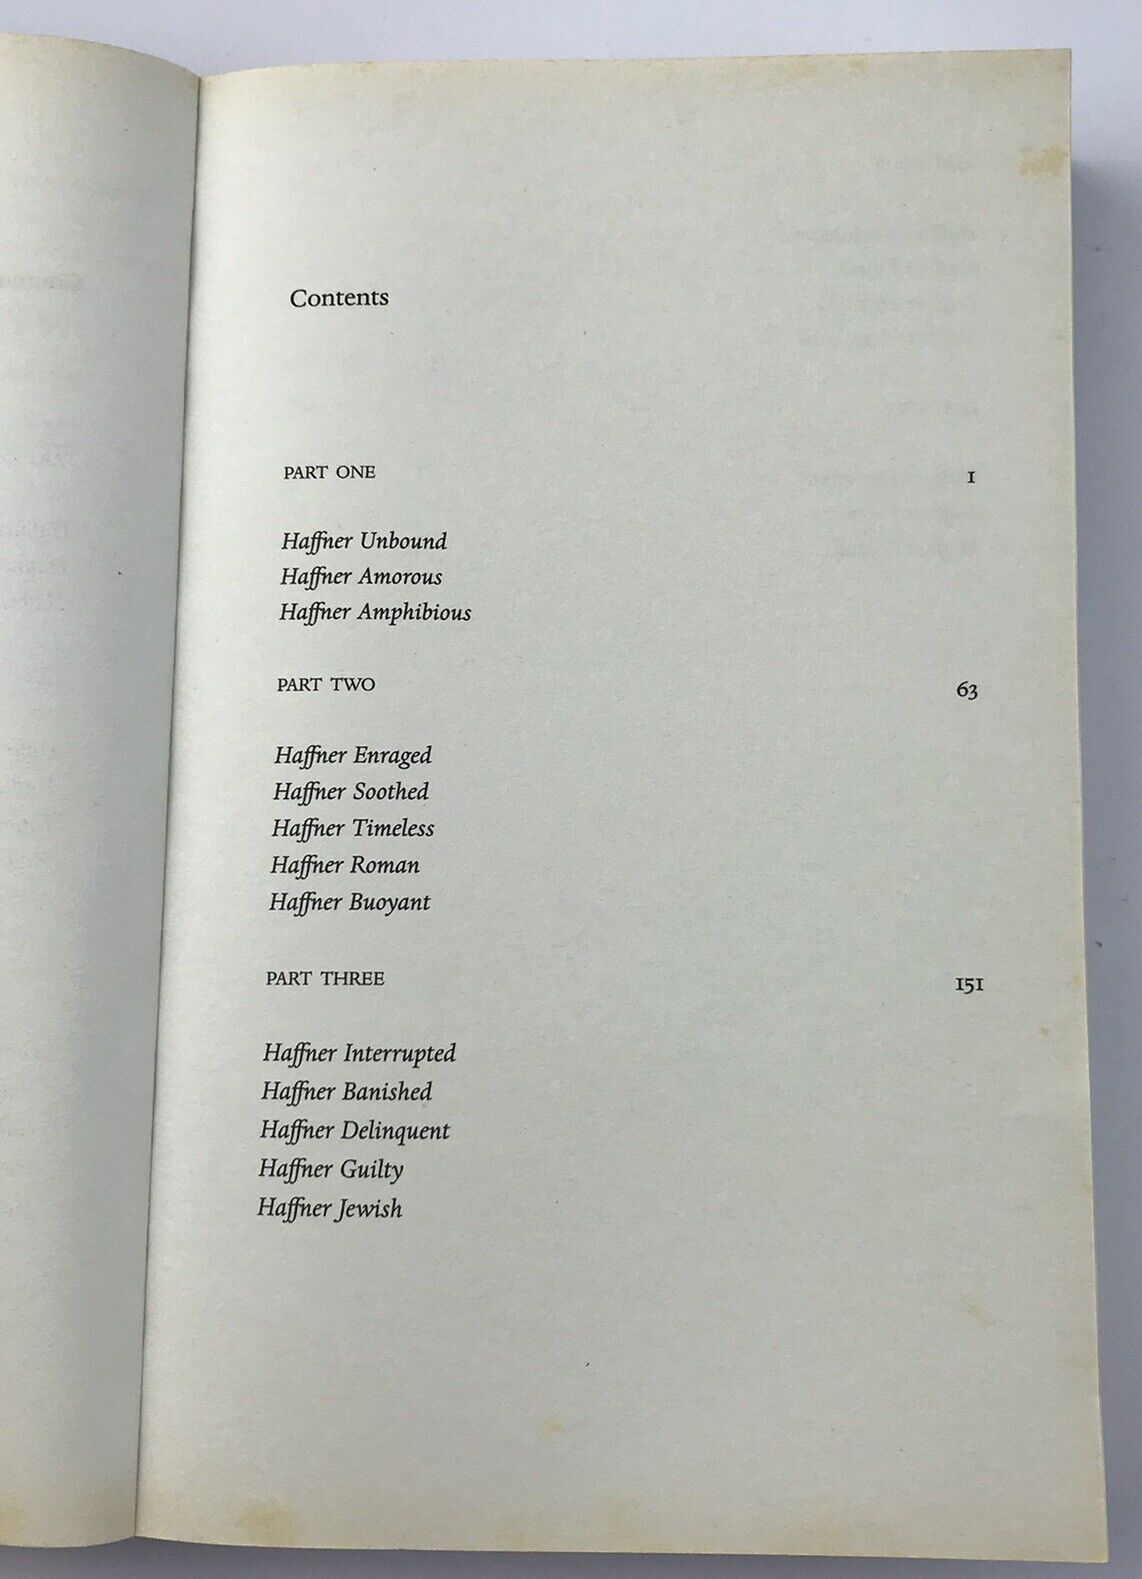 Contents
PART ONE 1
Haffner Unbound
Haffner Amorous
Haffner Amphibious
PART TWO 63
Haffner Enraged
Haffner Soothed
Haffner Timeless
Haffner Roman
Haffner Buoyant
PART THREE 151
Haffner Interrupted
Haffner Banished
Haffner Delinquent
Haffner Guilty
Haffner Jewish